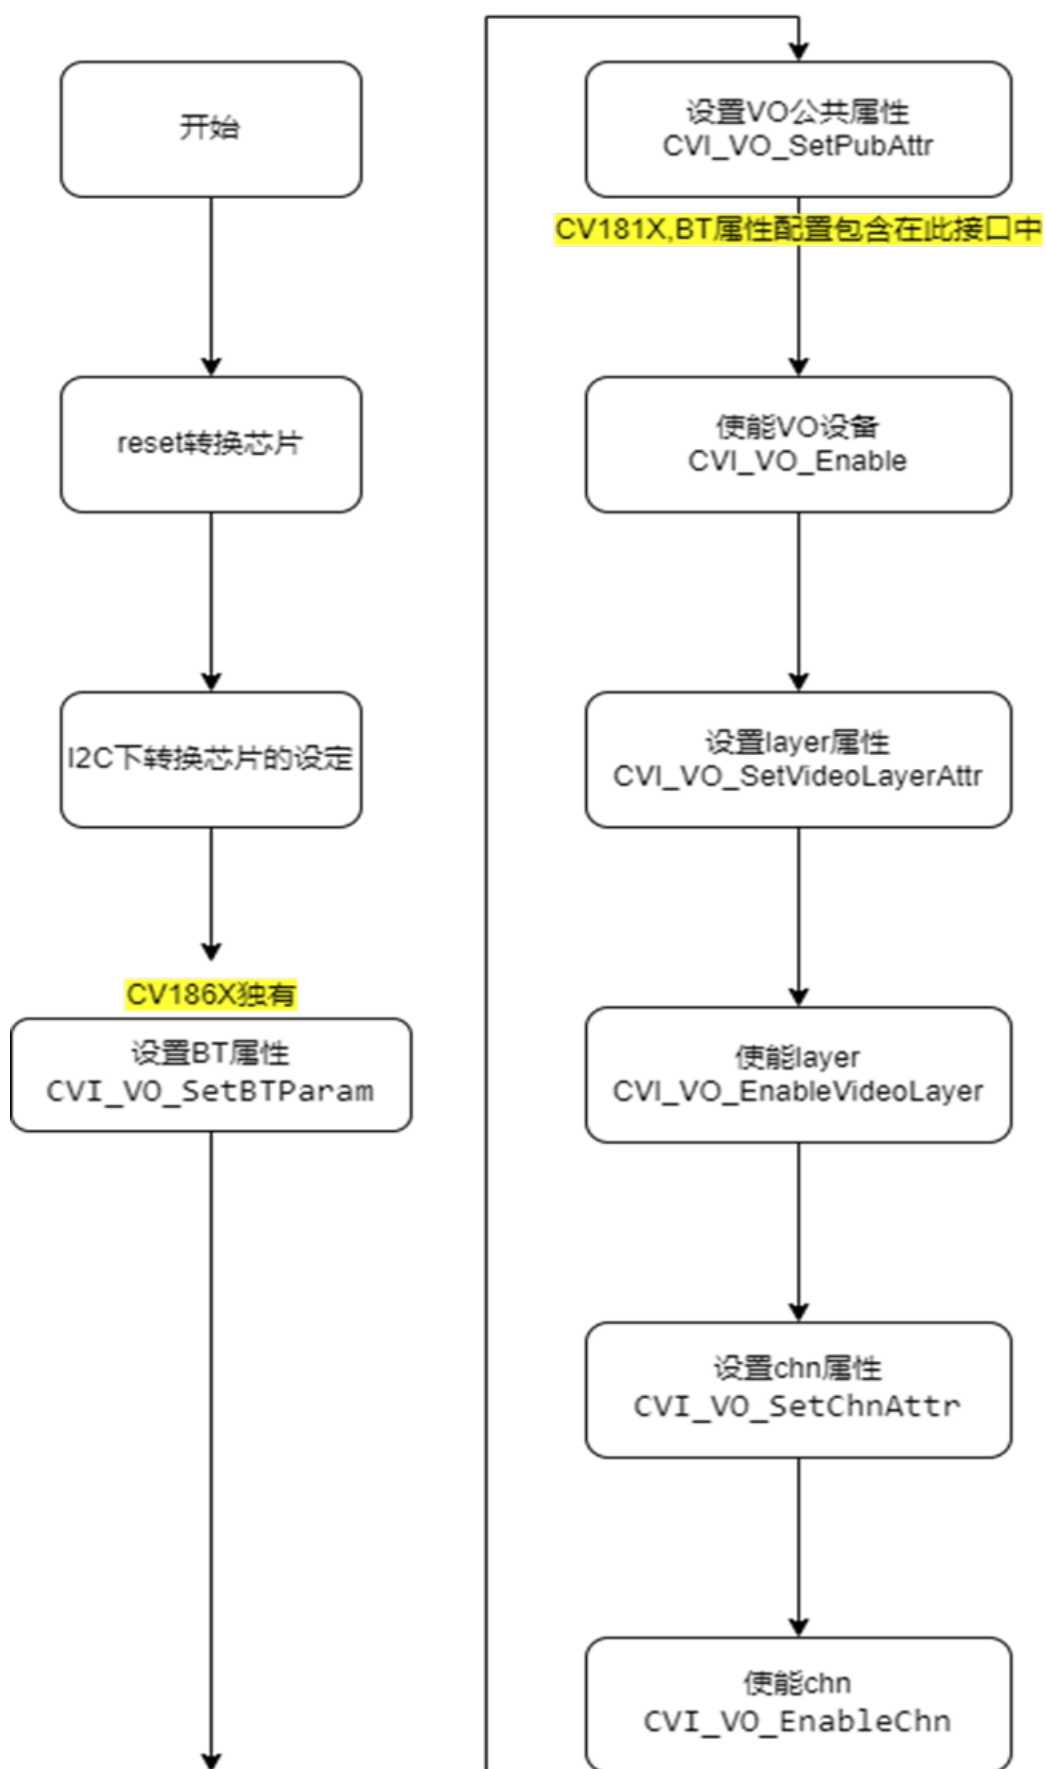 开始
reset转换芯片
I2C下转换芯片的设定
CV186X独有
设置BT属性
CVI_VO_SetBTParam
设置VO公共属性
CVI_VO_SetPubAttr
CV181X,BT属性配置包含在此接口中
使能VO设备
CVI_VO_Enable
设置layer属性
CVI_VO_SetVideoLayerAttr
使能layer
CVI_VO_EnableVideoLayer
设置chn属性
CVI_VO_SetChnAttr
使能chn
CVI_VO_EnableChn